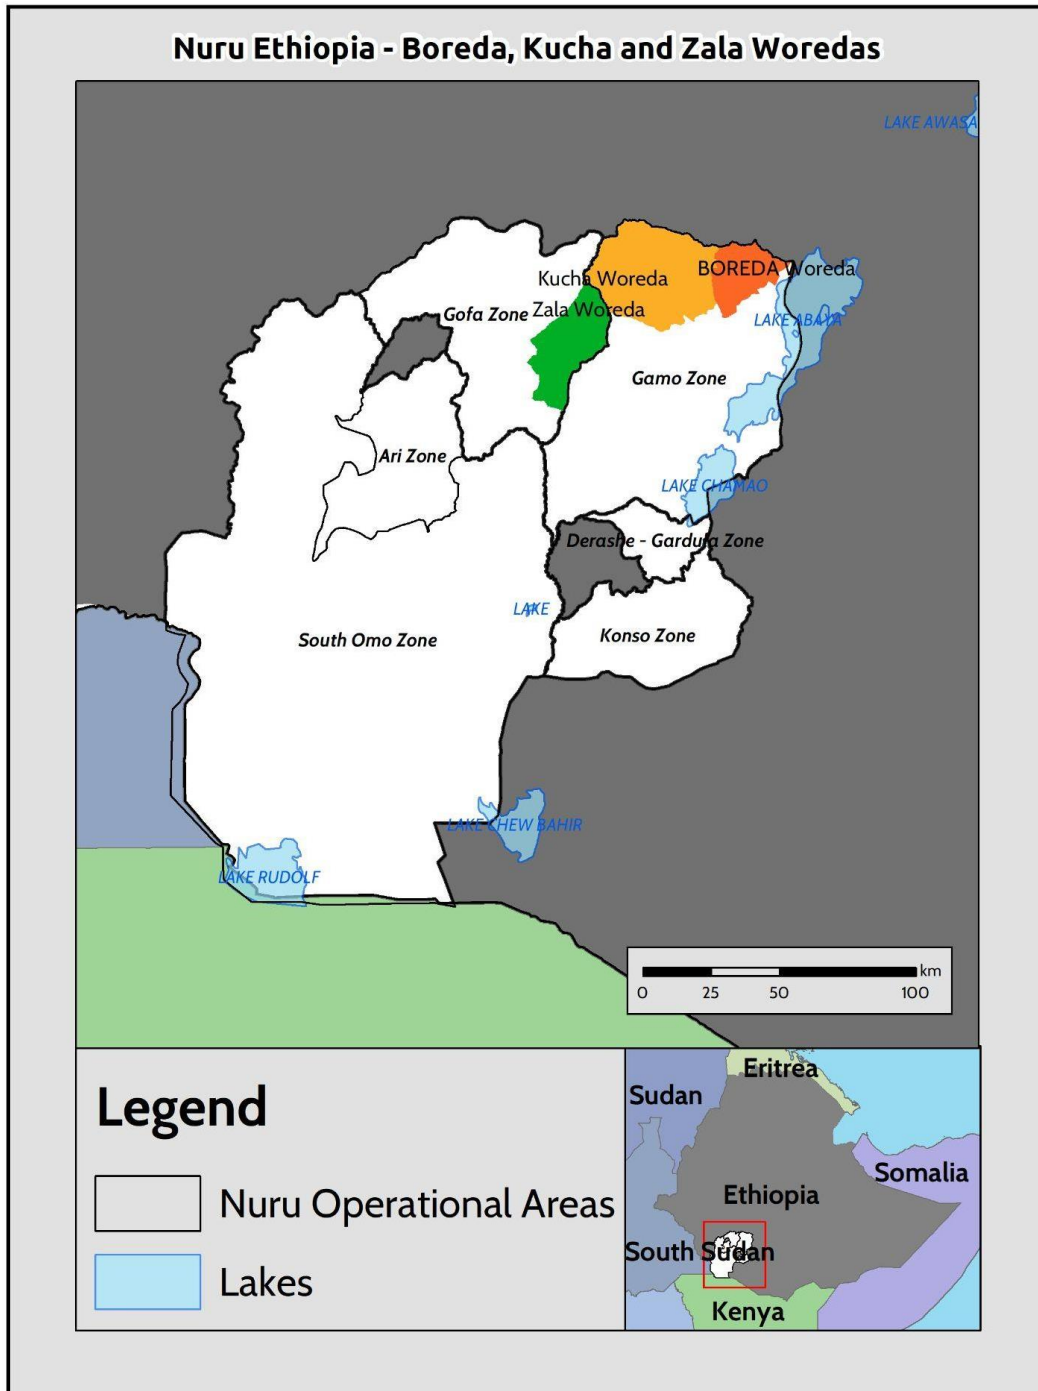 Nuru Ethiopia - Boreda, Kucha and Zala Woredas
LAKE AWASA
BOREDA Woreda
Kucha Woreda
Zala Woreda
Gofa Zone
LAKE ABAYA
Gamo Zone
Ari Zone
LAKE CHAMAO
Derashe - Gardula Zone
LAKE
South Omo Zone
Konso Zone
LAKE CHEW BAHIR
LAKE RUDOLF
km
0 25 50 100
Legend
Nuru Operational Areas
Lakes
Eritrea
Sudan
Somalia
Ethiopia
South Sudan
Kenya